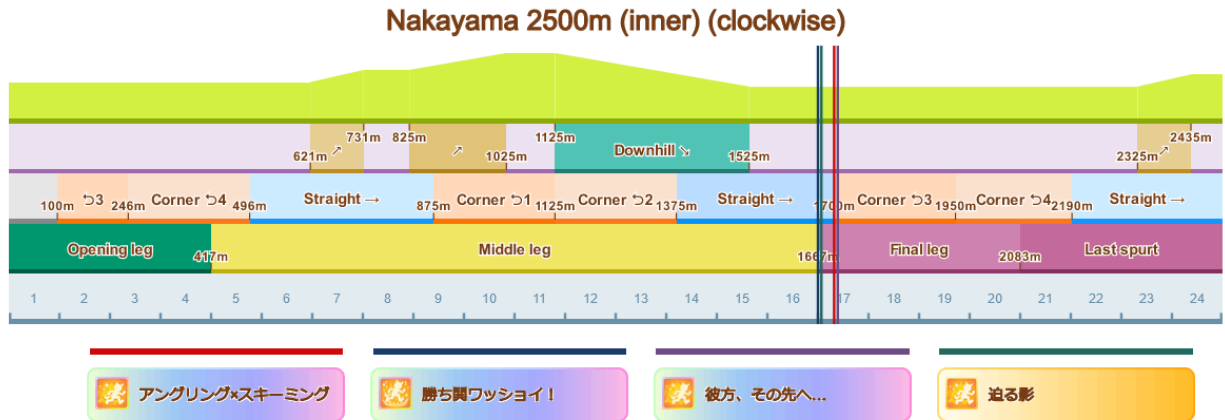 Nakayama 2500m (inner) (clockwise)
621m ↗ 731m 825m ↗ 1025m 1125m Downhill ↘ 1525m 2325m ↗ 2435m
100m ⮌3 246m Corner ⮌4 496m Straight → 875m Corner ⮌1 1125m Corner ⮌2 1375m Straight → 1700m Corner ⮌3 1950m Corner ⮌4 2190m Straight →
Opening leg 417m Middle leg 1667m Final leg 2083m Last spurt
1 2 3 4 5 6 7 8 9 10 11 12 13 14 15 16 17 18 19 20 21 22 23 24
アングリング×スキーミング 勝ち鬨ワッショイ！ 彼方、その先へ… 迫る影